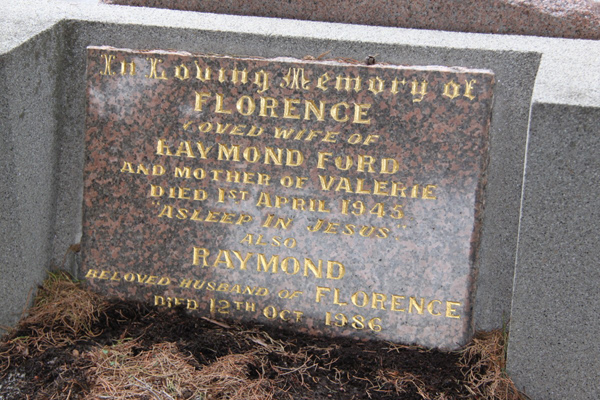 In Loving Memory of
FLORENCE
LOVED WIFE OF
RAYMOND FORD
AND MOTHER OF VALERIE
DIED 1ST APRIL 1945
"ASLEEP IN JESUS."
ALSO
RAYMOND
BELOVED HUSBAND OF FLORENCE
DIED 12TH OCT. 1986